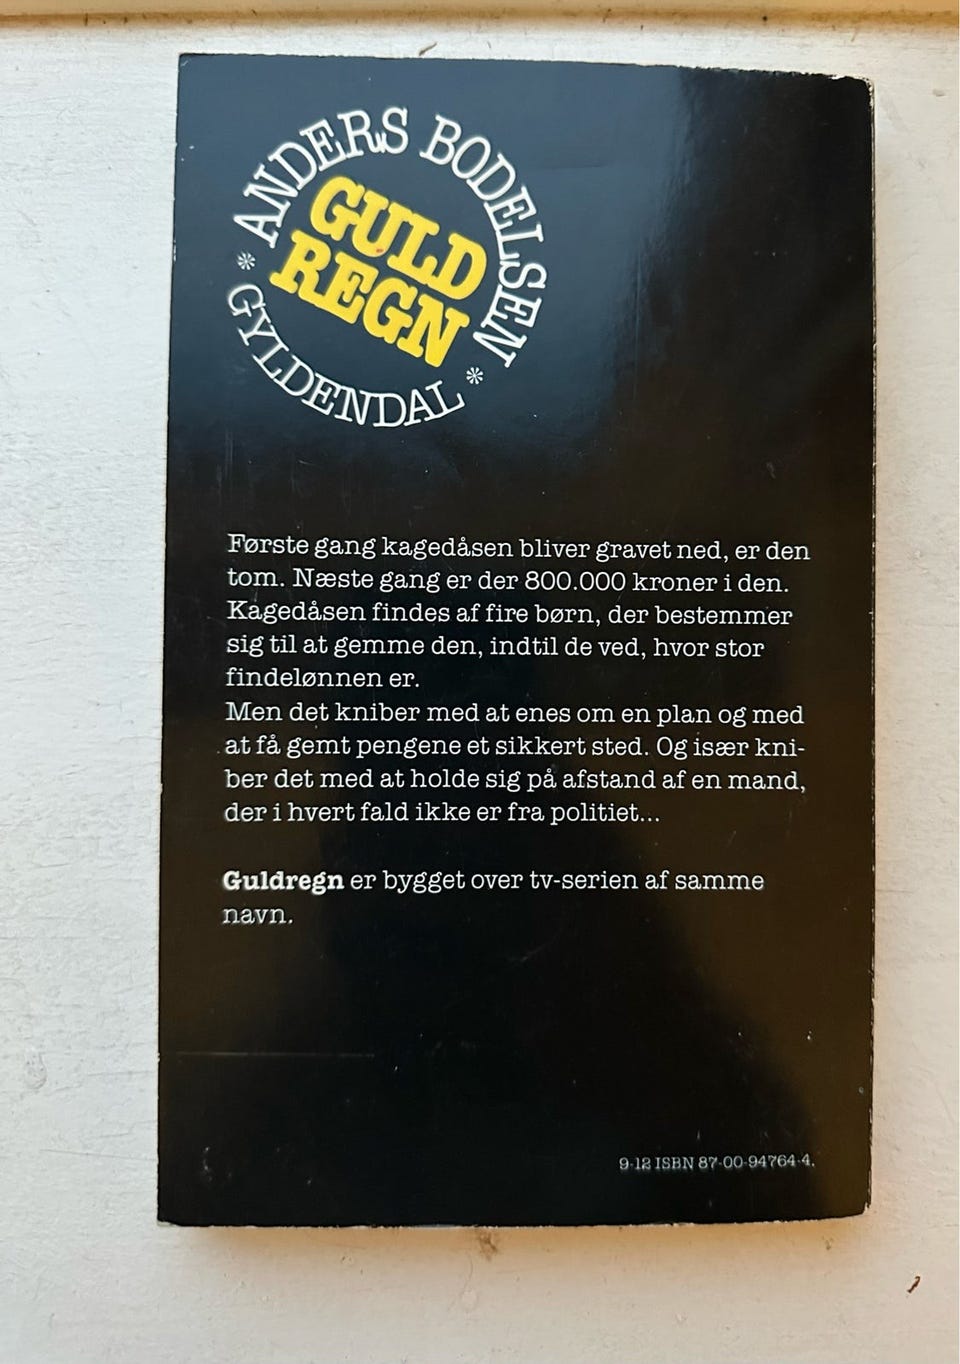 ANDERS BODELSEN
GULD
REGN
* GYLDENDAL *
Første gang kagedåsen bliver gravet ned, er den
tom. Næste gang er der 800.000 kroner i den.
Kagedåsen findes af fire børn, der bestemmer
sig til at gemme den, indtil de ved, hvor stor
findelønnen er.
Men det kniber med at enes om en plan og med
at få gemt pengene et sikkert sted. Og især kni-
ber det med at holde sig på afstand af en mand,
der i hvert fald ikke er fra politiet...
Guldregn er bygget over tv-serien af samme
navn.
9-12 ISBN 87-00-94764-4.